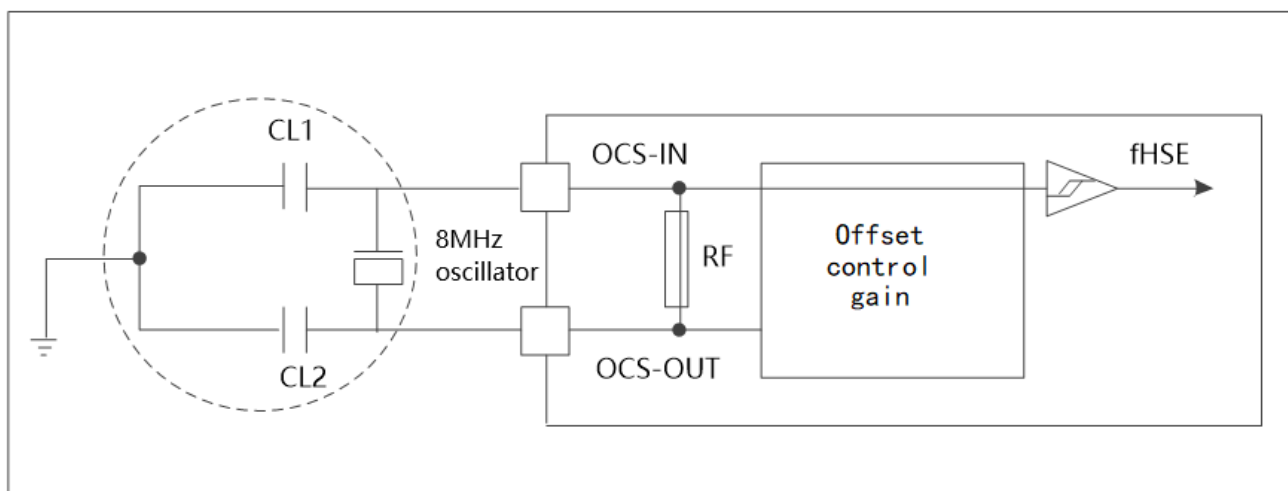 CL1
OCS-IN
fHSE
8MHz
oscillator
RF
Offset
control
gain
CL2
OCS-OUT